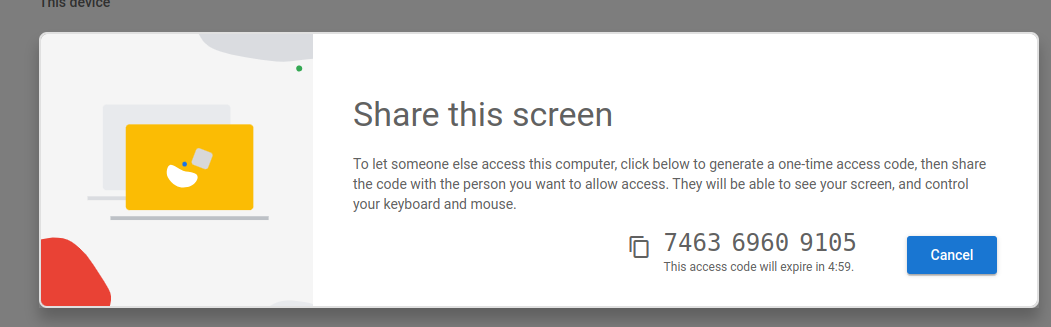 This device
Share this screen
To let someone else access this computer, click below to generate a one-time access code, then share
the code with the person you want to allow access. They will be able to see your screen, and control
your keyboard and mouse.
7463 6960 9105
This access code will expire in 4:59.
Cancel